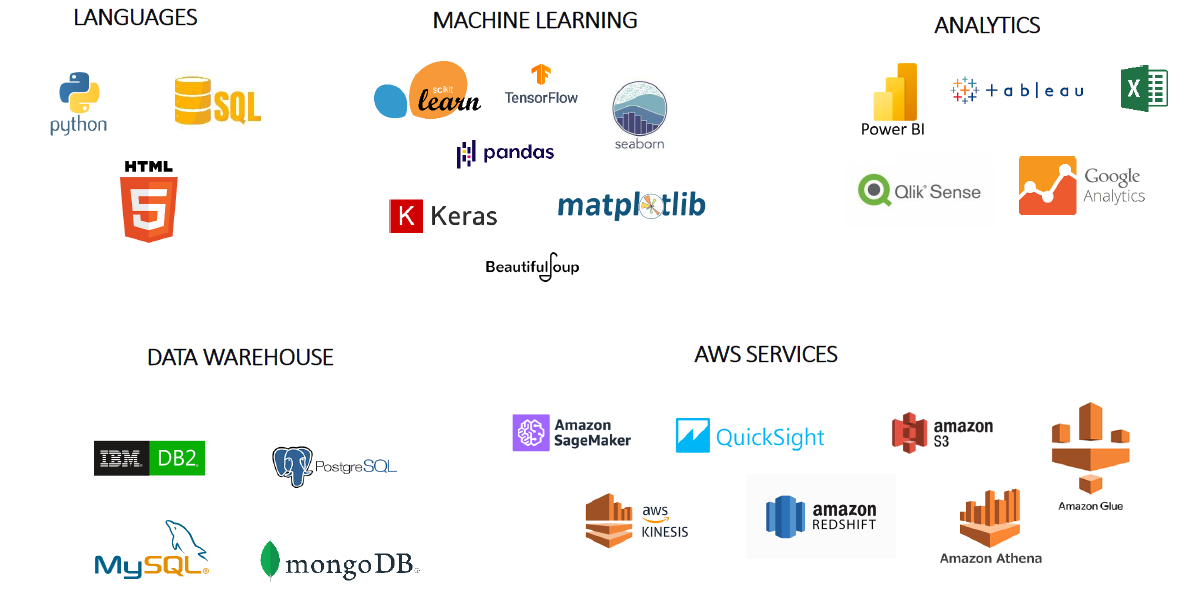 LANGUAGES
python
SQL
HTML
5
MACHINE LEARNING
scikit
learn
TensorFlow
seaborn
pandas
K Keras
matplotlib
BeautifulSoup
ANALYTICS
Power BI
+ableau
X
Qlik Sense
Google
Analytics
DATA WAREHOUSE
IBM DB2
PostgreSQL
MySQL
mongoDB
AWS SERVICES
Amazon
SageMaker
QuickSight
amazon
S3
Amazon Glue
aws
KINESIS
amazon
REDSHIFT
Amazon Athena